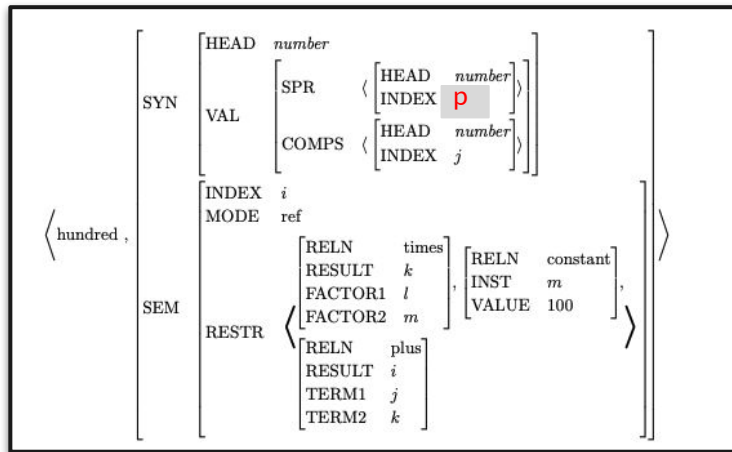 HEAD number
SPR ⟨ [HEAD number
INDEX p] ⟩
SYN
VAL
COMPS ⟨ [HEAD number
INDEX j] ⟩
INDEX i
MODE ref
⟨ hundred ,
RELN times
RESULT k
FACTOR1 l
FACTOR2 m ,
RELN constant
INST m
VALUE 100 ,
SEM
RESTR
RELN plus
RESULT i
TERM1 j
TERM2 k